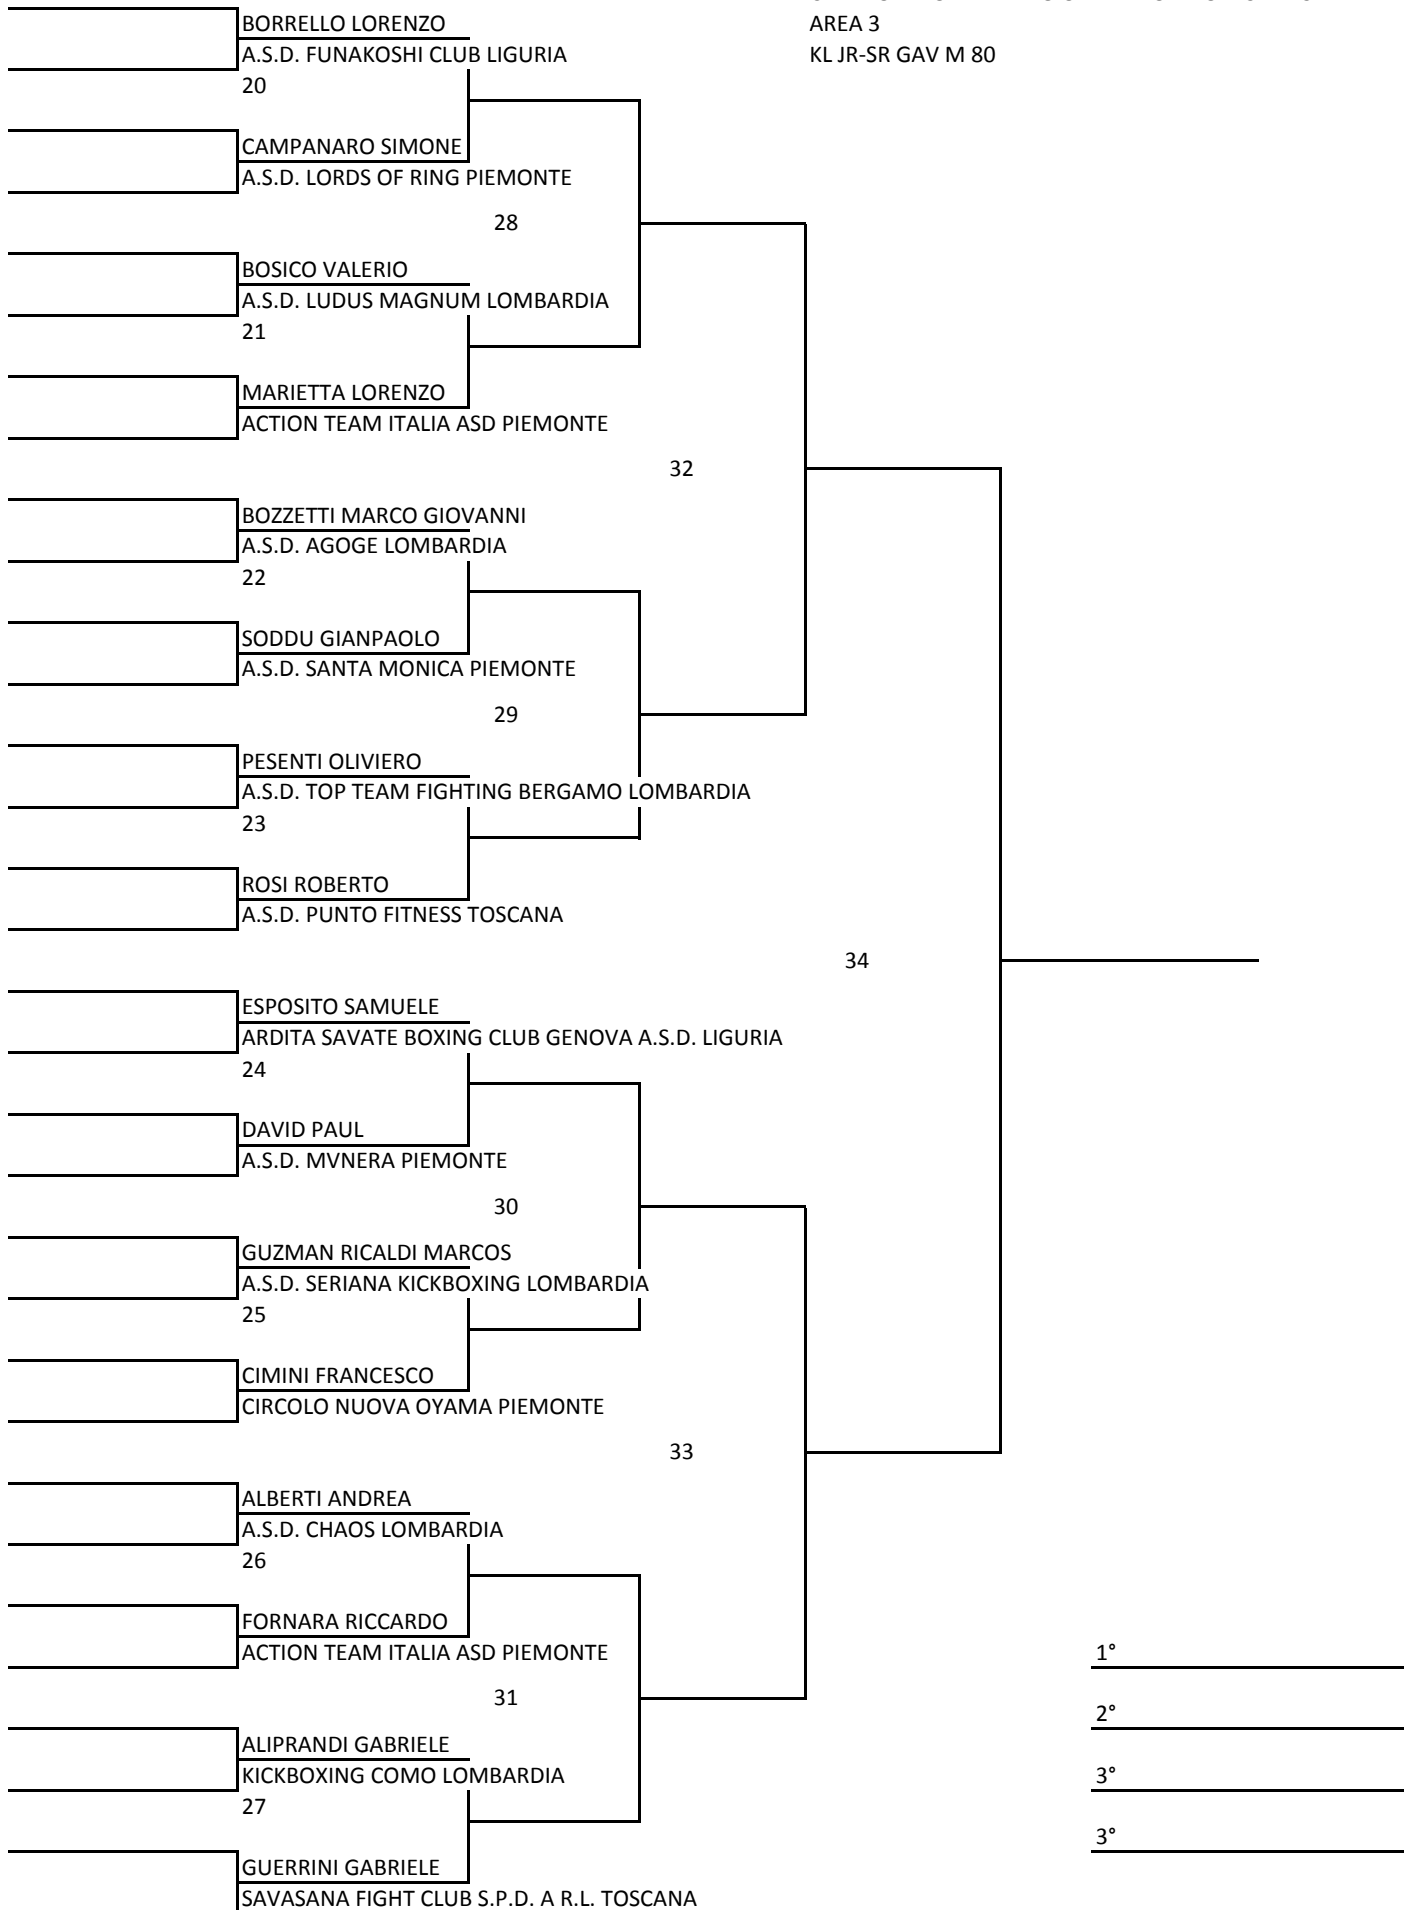 BORRELLO LORENZO
AREA 3
A.S.D. FUNAKOSHI CLUB LIGURIA
KL JR-SR GAV M 80
20
CAMPANARO SIMONE
A.S.D. LORDS OF RING PIEMONTE
28
BOSICO VALERIO
A.S.D. LUDUS MAGNUM LOMBARDIA
21
MARIETTA LORENZO
ACTION TEAM ITALIA ASD PIEMONTE
32
BOZZETTI MARCO GIOVANNI
A.S.D. AGOGE LOMBARDIA
22
SODDU GIANPAOLO
A.S.D. SANTA MONICA PIEMONTE
29
PESENTI OLIVIERO
A.S.D. TOP TEAM FIGHTING BERGAMO LOMBARDIA
23
ROSI ROBERTO
A.S.D. PUNTO FITNESS TOSCANA
34
ESPOSITO SAMUELE
ARDITA SAVATE BOXING CLUB GENOVA A.S.D. LIGURIA
24
DAVID PAUL
A.S.D. MVNERA PIEMONTE
30
GUZMAN RICALDI MARCOS
A.S.D. SERIANA KICKBOXING LOMBARDIA
25
CIMINI FRANCESCO
CIRCOLO NUOVA OYAMA PIEMONTE
33
ALBERTI ANDREA
A.S.D. CHAOS LOMBARDIA
26
FORNARA RICCARDO
ACTION TEAM ITALIA ASD PIEMONTE
1°
31
2°
ALIPRANDI GABRIELE
KICKBOXING COMO LOMBARDIA
3°
27
3°
GUERRINI GABRIELE
SAVASANA FIGHT CLUB S.P.D. A R.L. TOSCANA